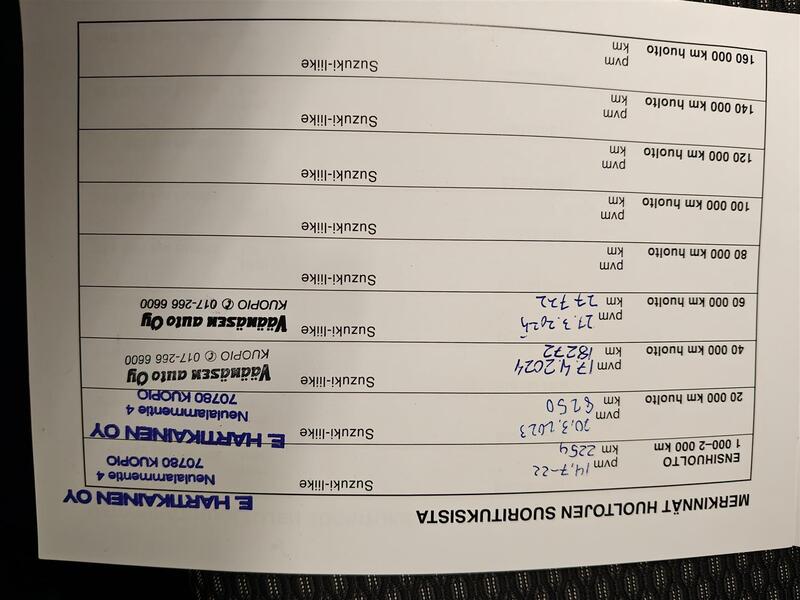 MERKINNÄT HUOLTOJEN SUORITUKSISTA
ENSIHUOLTO pvm 14.7-22 Suzuki-liike E. HARTIKAINEN OY
1 000–2 000 km km 2254 Neulalammentie 4
70780 KUOPIO
20 000 km huolto pvm 20.3.2023 Suzuki-liike E. HARTIKAINEN OY
km 8250 Neulalammentie 4
70780 KUOPIO
40 000 km huolto pvm 17.4.2024 Suzuki-liike Väänäsen auto Oy
km 18272 KUOPIO ✆ 017-266 6600
60 000 km huolto pvm 27.3.2025 Suzuki-liike Väänäsen auto Oy
km 27722 KUOPIO ✆ 017-266 6600
80 000 km huolto pvm Suzuki-liike
km
100 000 km huolto pvm Suzuki-liike
km
120 000 km huolto pvm Suzuki-liike
km
140 000 km huolto pvm Suzuki-liike
km
160 000 km huolto pvm Suzuki-liike
km